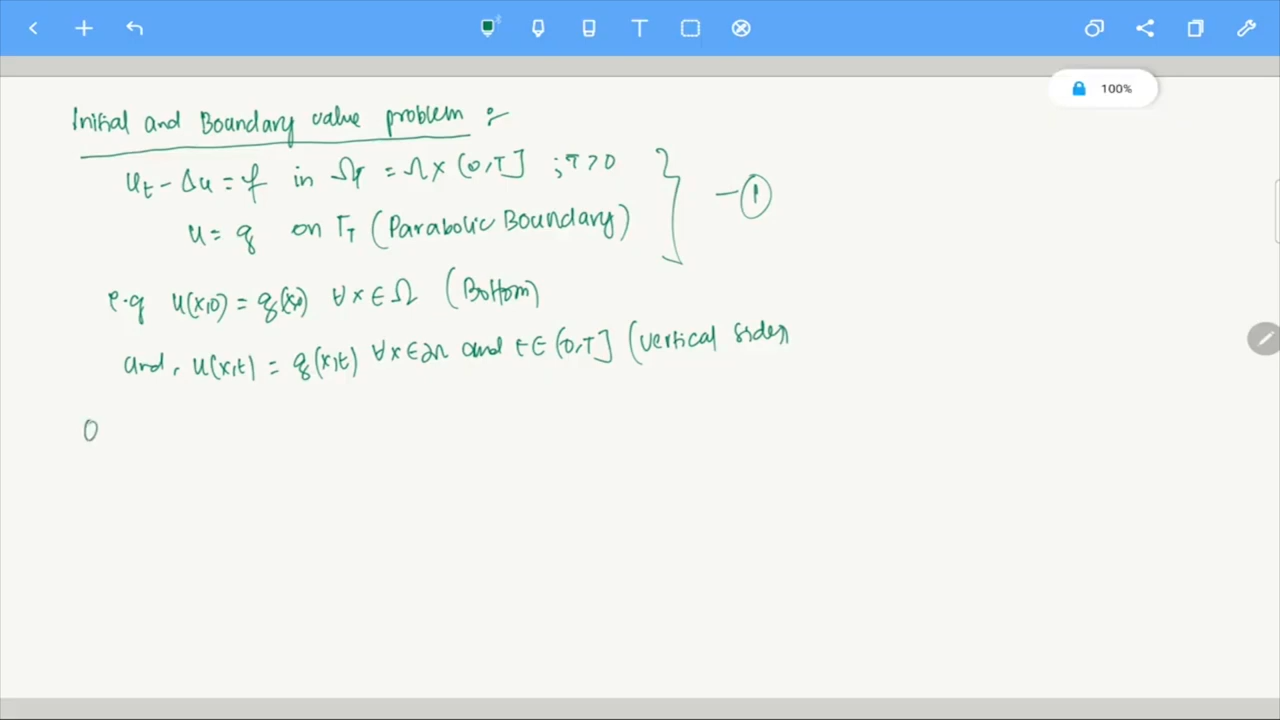 100%
Initial and Boundary value problem :-
u_t - Δu = f in Ω_T = Ω × (0,T] ; T > 0
u = g on Γ_T (Parabolic Boundary) } - ①
e.g u(x,0) = g(x,0) ∀ x ∈ Ω (Bottom)
and, u(x,t) = g(x,t) ∀ x ∈ ∂Ω and t ∈ (0,T] (vertical sides
0